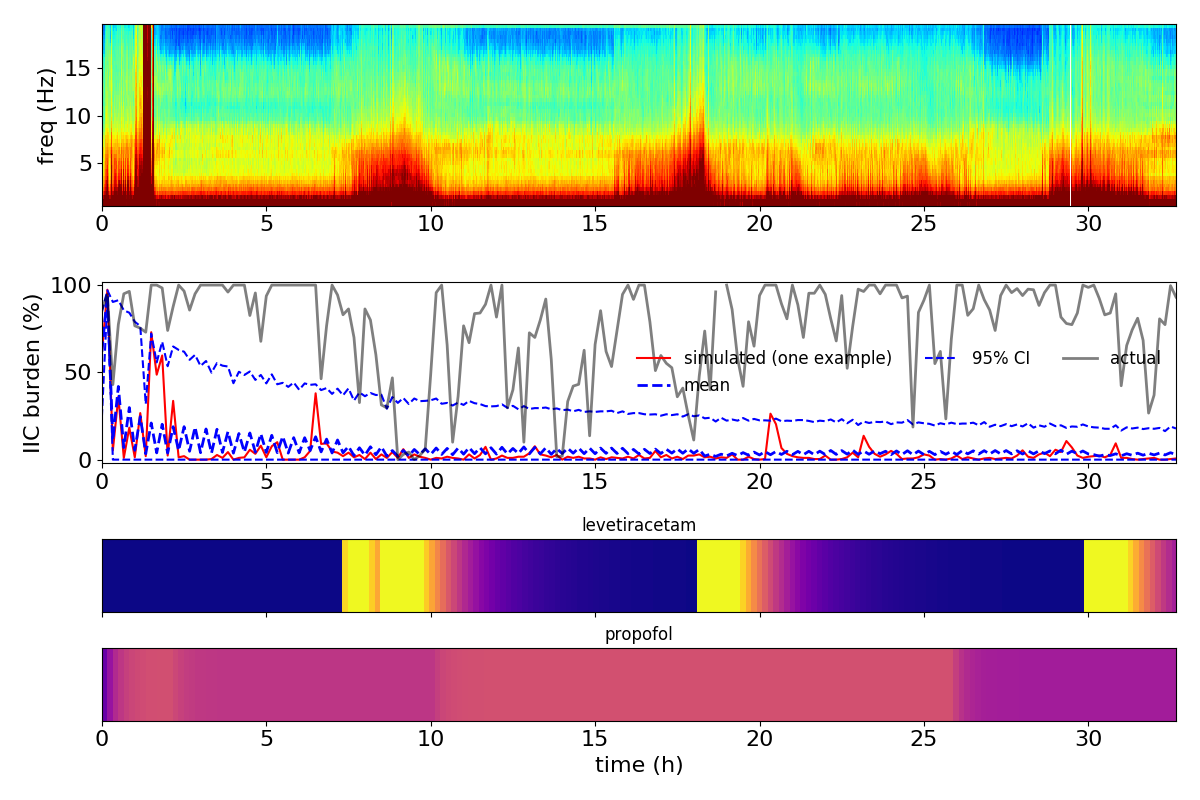 freq (Hz)
15
10
5
0 5 10 15 20 25 30
IIC burden (%)
100
50
0
simulated (one example) 95% CI actual
mean
0 5 10 15 20 25 30
levetiracetam
propofol
0 5 10 15 20 25 30
time (h)